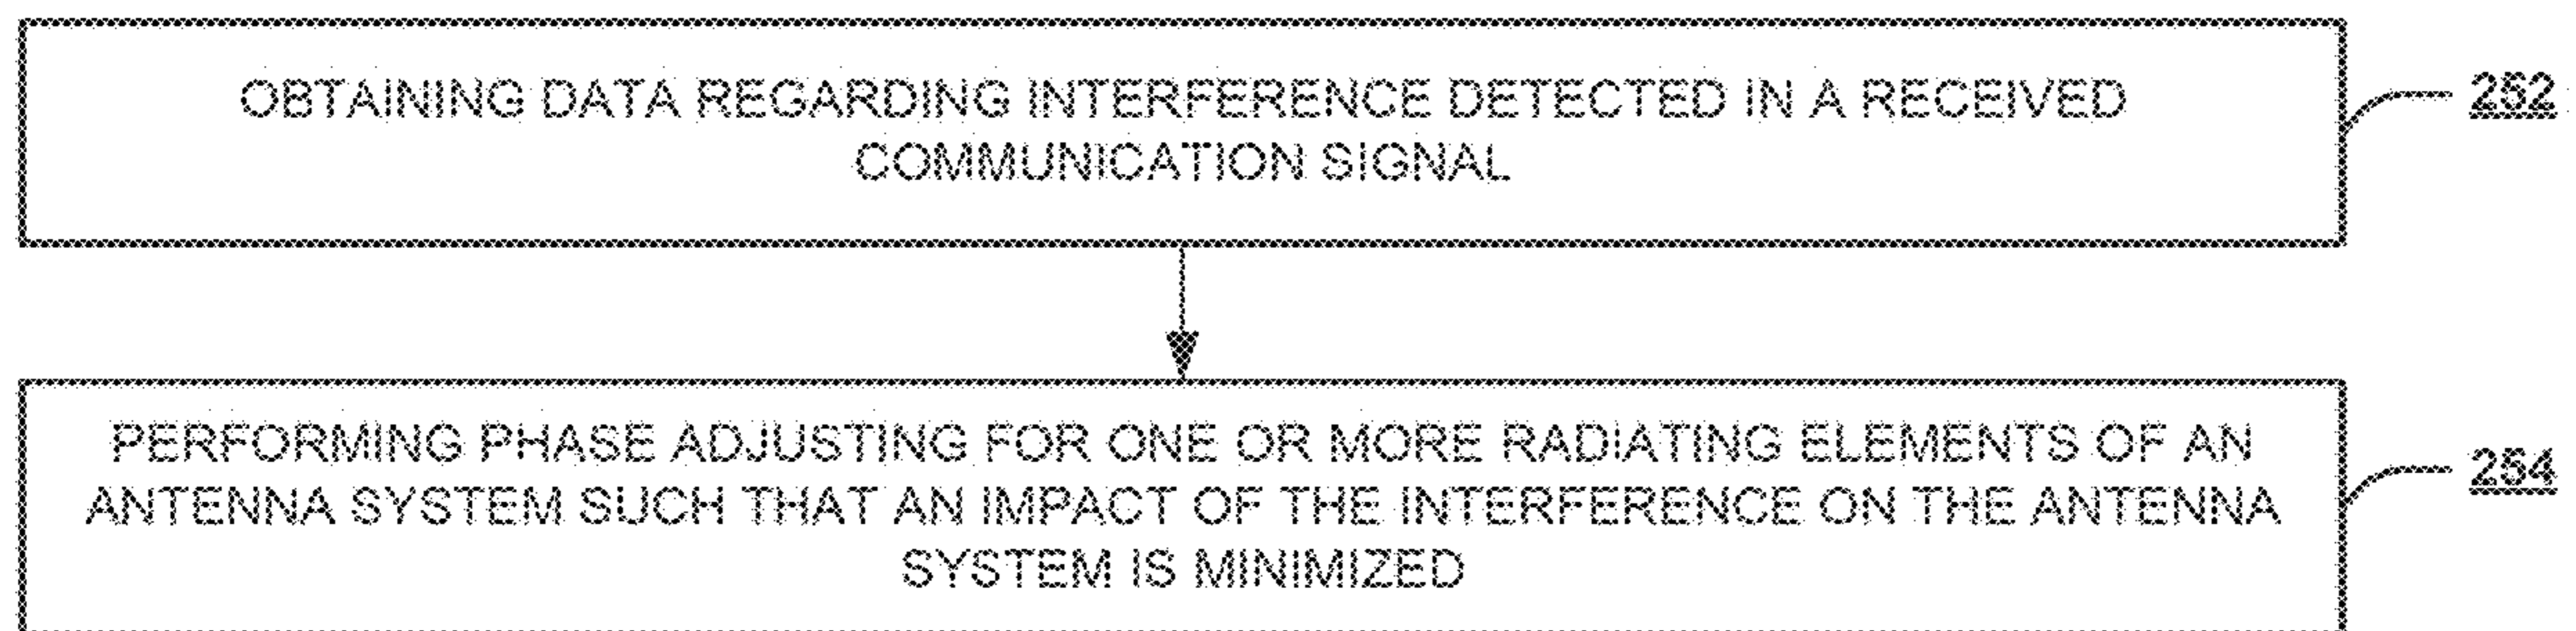 OBTAINING DATA REGARDING INTERFERENCE DETECTED IN A RECEIVED
COMMUNICATION SIGNAL
252
PERFORMING PHASE ADJUSTING FOR ONE OR MORE RADIATING ELEMENTS OF AN
ANTENNA SYSTEM SUCH THAT AN IMPACT OF THE INTERFERENCE ON THE ANTENNA
SYSTEM IS MINIMIZED
254